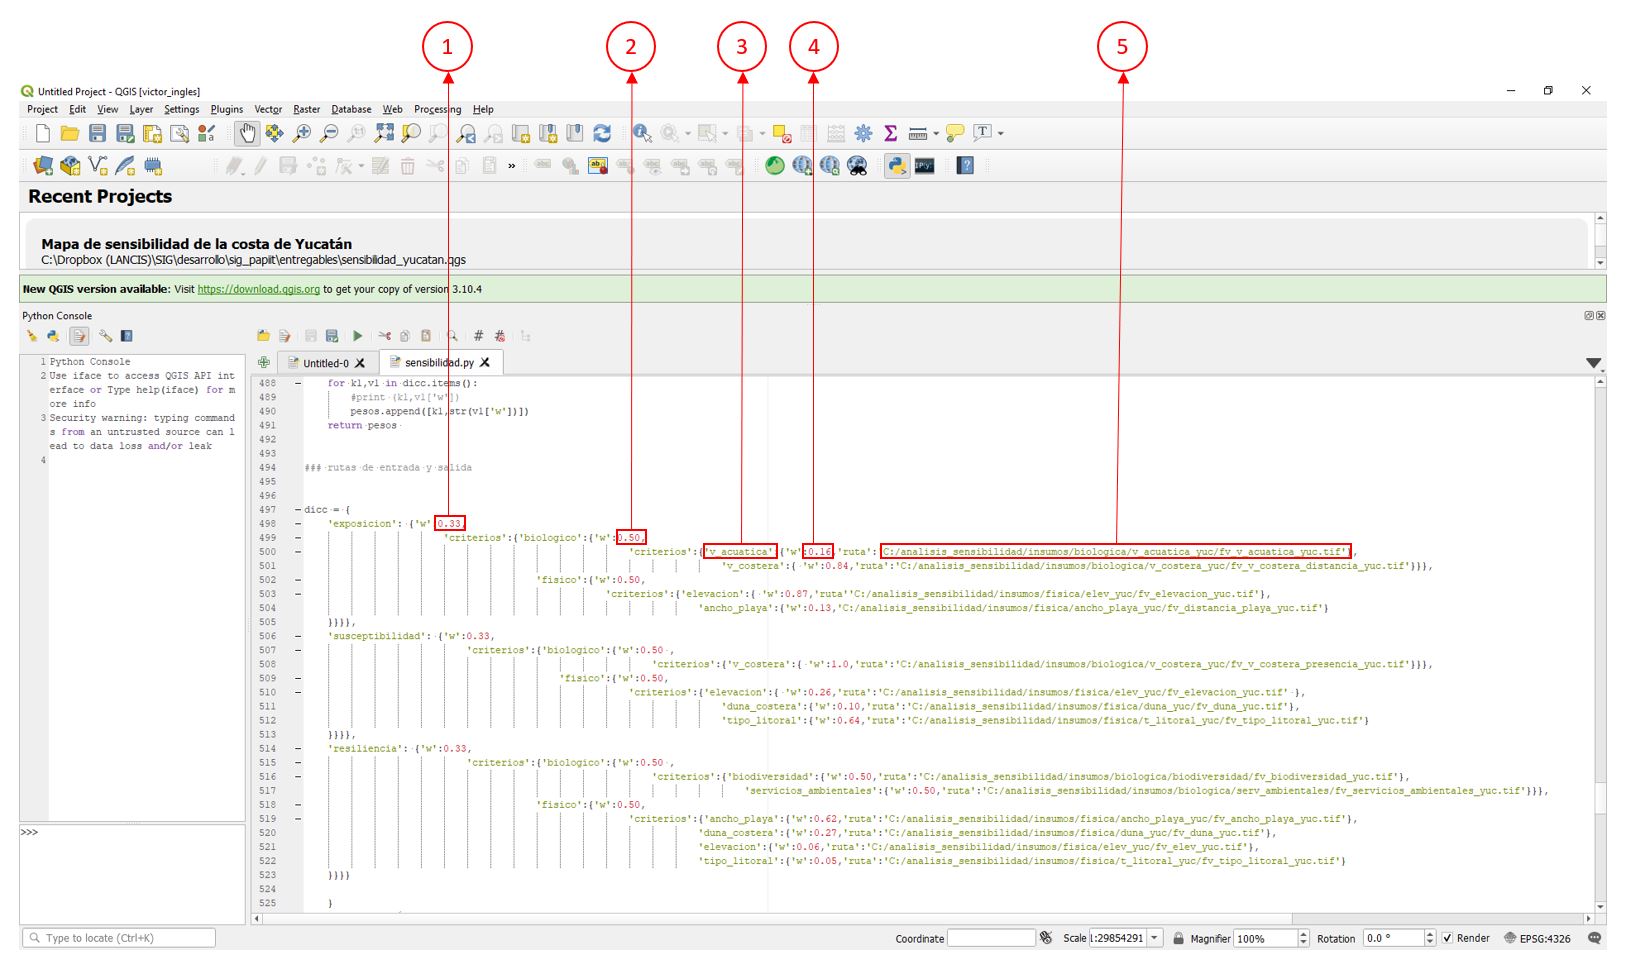 1 2 3 4 5
Untitled Project - QGIS [victor_ingles]
Project Edit View Layer Settings Plugins Vector Raster Database Web Processing Help
Recent Projects
Mapa de sensibilidad de la costa de Yucatán
C:\Dropbox (LANCIS)\SIG\desarrollo\sig_papiit\entregables\sensibilidad_yucatan.qgs
New QGIS version available: Visit https://download.qgis.org to get your copy of version 3.10.4
Python Console
Untitled-0 sensibilidad.py
1 Python Console
2 Use iface to access QGIS API int
erface or Type help(iface) for m
ore info
3 Security warning: typing command
s from an untrusted source can l
ead to data loss and/or leak
4
>>>
488 for k1,v1 in dicc.items():
489 #print (k1,v1['w'])
490 pesos.append([k1,str(v1['w'])])
491 return pesos
492
493
494 ### rutas de entrada y salida
495
496
497 dicc = {
498 'exposicion': {'w':0.33,
499 'criterios':{'biologico':{'w':0.50,
500 'criterios':{'v_acuatica':{'w':0.16,'ruta':'C:/analisis_sensibilidad/insumos/biologica/v_acuatica_yuc/fv_v_acuatica_yuc.tif'},
501 'v_costera':{ 'w':0.84,'ruta':'C:/analisis_sensibilidad/insumos/biologica/v_costera_yuc/fv_v_costera_distancia_yuc.tif'}}},
502 'fisico':{'w':0.50,
503 'criterios':{'elevacion':{ 'w':0.87,'ruta''C:/analisis_sensibilidad/insumos/fisica/elev_yuc/fv_elevacion_yuc.tif'},
504 'ancho_playa':{'w':0.13,'C:/analisis_sensibilidad/insumos/fisica/ancho_playa_yuc/fv_distancia_playa_yuc.tif'}
505 }}}},
506 'susceptibilidad': {'w':0.33,
507 'criterios':{'biologico':{'w':0.50 ,
508 'criterios':{'v_costera':{ 'w':1.0,'ruta':'C:/analisis_sensibilidad/insumos/biologica/v_costera_yuc/fv_v_costera_presencia_yuc.tif'}}},
509 'fisico':{'w':0.50,
510 'criterios':{'elevacion':{ 'w':0.26,'ruta':'C:/analisis_sensibilidad/insumos/fisica/elev_yuc/fv_elevacion_yuc.tif' },
511 'duna_costera':{'w':0.10,'ruta':'C:/analisis_sensibilidad/insumos/fisica/duna_yuc/fv_duna_yuc.tif'},
512 'tipo_litoral':{'w':0.64,'ruta':'C:/analisis_sensibilidad/insumos/fisica/t_litoral_yuc/fv_tipo_litoral_yuc.tif'}
513 }}}},
514 'resiliencia': {'w':0.33,
515 'criterios':{'biologico':{'w':0.50 ,
516 'criterios':{'biodiversidad':{'w':0.50,'ruta':'C:/analisis_sensibilidad/insumos/biologica/biodiversidad/fv_biodiversidad_yuc.tif'},
517 'servicios_ambientales':{'w':0.50,'ruta':'C:/analisis_sensibilidad/insumos/biologica/serv_ambientales/fv_servicios_ambientales_yuc.tif'}}},
518 'fisico':{'w':0.50,
519 'criterios':{'ancho_playa':{'w':0.62,'ruta':'C:/analisis_sensibilidad/insumos/fisica/ancho_playa_yuc/fv_ancho_playa_yuc.tif'},
520 'duna_costera':{'w':0.27,'ruta':'C:/analisis_sensibilidad/insumos/fisica/duna_yuc/fv_duna_yuc.tif'},
521 'elevacion':{'w':0.06,'ruta':'C:/analisis_sensibilidad/insumos/fisica/elev_yuc/fv_elev_yuc.tif'},
522 'tipo_litoral':{'w':0.05,'ruta':'C:/analisis_sensibilidad/insumos/fisica/t_litoral_yuc/fv_tipo_litoral_yuc.tif'}
523 }}}}
524
525 }
Type to locate (Ctrl+K) Coordinate Scale 1:29854291 Magnifier 100% Rotation 0.0 ° Render EPSG:4326